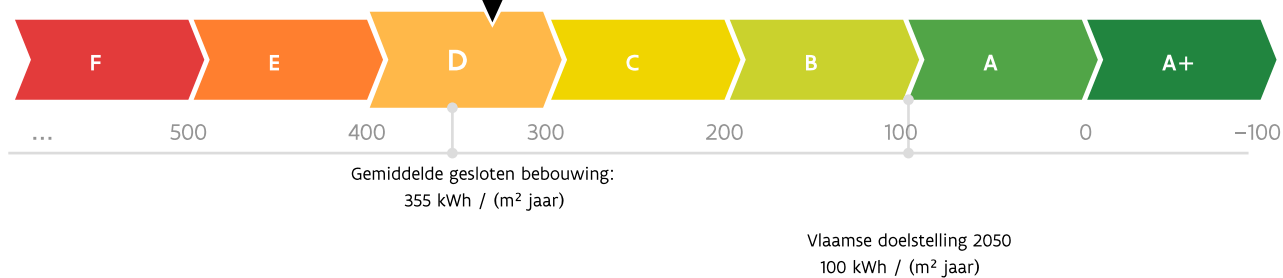 F E D C B A A+
... 500 400 300 200 100 0 –100
Gemiddelde gesloten bebouwing:
355 kWh / (m² jaar)
Vlaamse doelstelling 2050
100 kWh / (m² jaar)